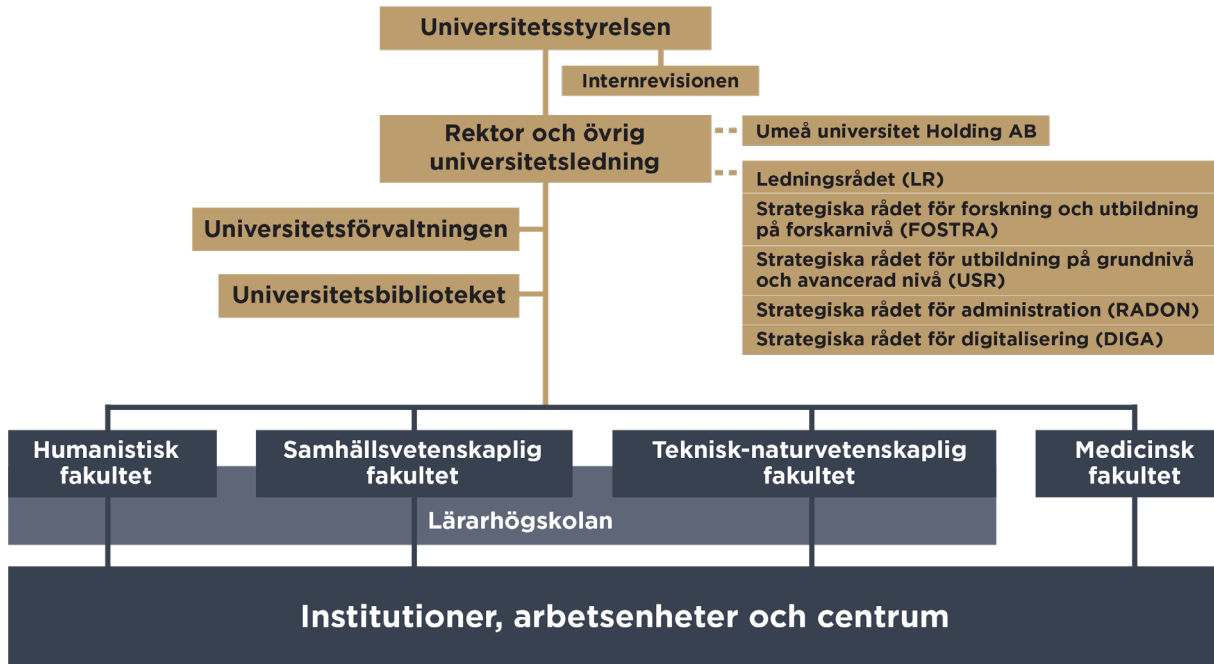 Universitetsstyrelsen
Internrevisionen
Rektor och övrig
universitetsledning
Umeå universitet Holding AB
Ledningsrådet (LR)
Strategiska rådet för forskning och utbildning
på forskarnivå (FOSTRA)
Strategiska rådet för utbildning på grundnivå
och avancerad nivå (USR)
Strategiska rådet för administration (RADON)
Strategiska rådet för digitalisering (DIGA)
Universitetsförvaltningen
Universitetsbiblioteket
Humanistisk
fakultet
Samhällsvetenskaplig
fakultet
Teknisk-naturvetenskaplig
fakultet
Medicinsk
fakultet
Lärarhögskolan
Institutioner, arbetsenheter och centrum